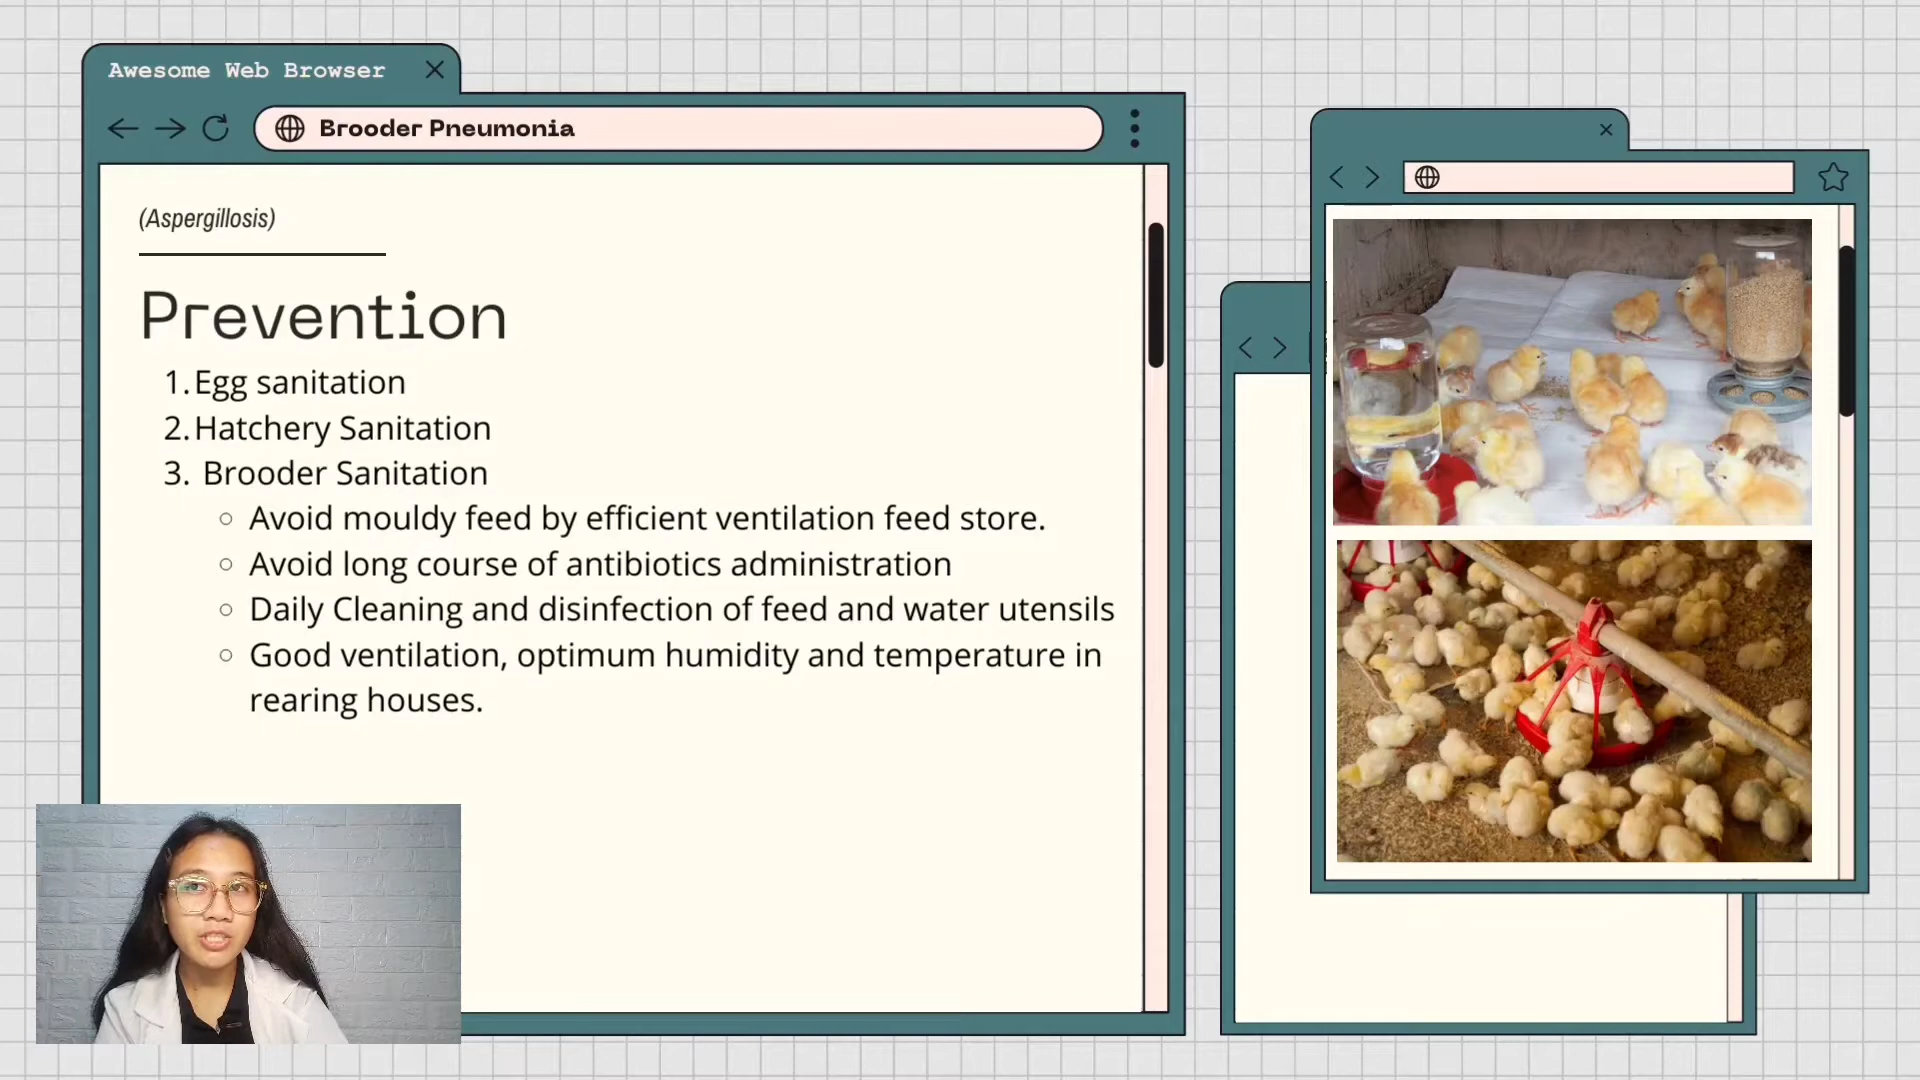 Awesome Web Browser
Brooder Pneumonia
(Aspergillosis)
Prevention
1. Egg sanitation
2. Hatchery Sanitation
3. Brooder Sanitation
○ Avoid mouldy feed by efficient ventilation feed store.
○ Avoid long course of antibiotics administration
○ Daily Cleaning and disinfection of feed and water utensils
○ Good ventilation, optimum humidity and temperature in
rearing houses.